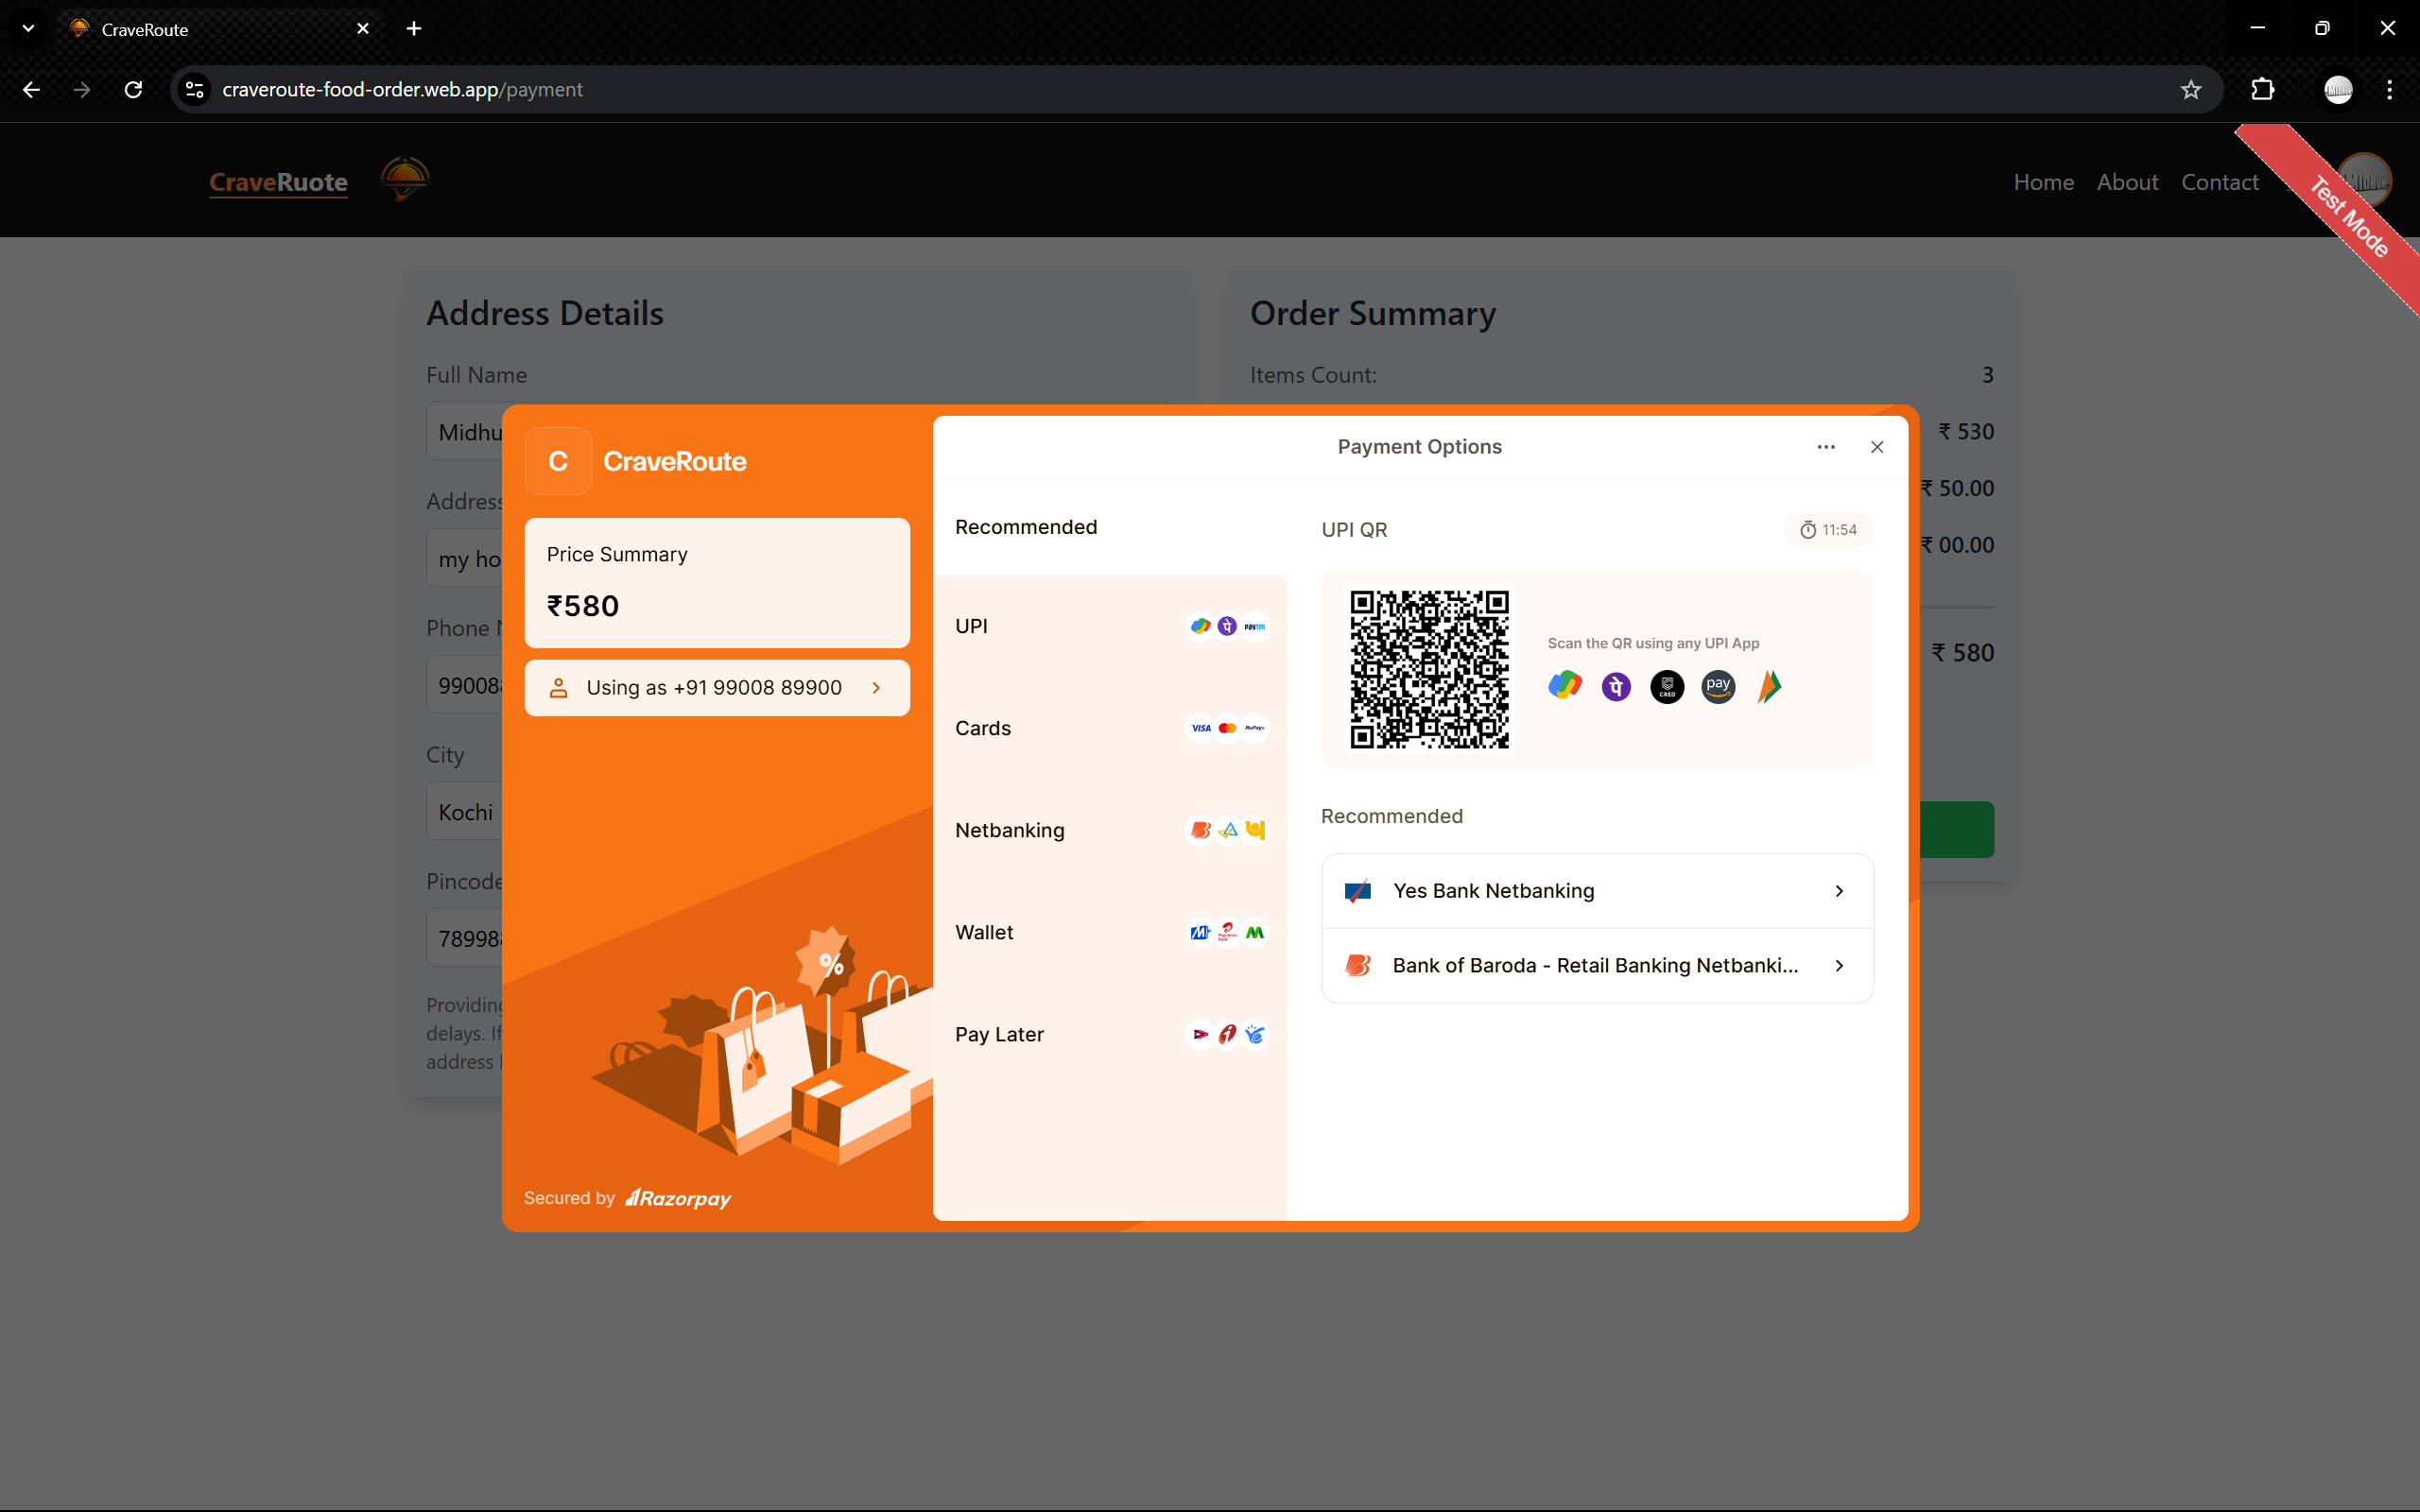 CraveRoute
craveroute-food-order.web.app/payment
CraveRuote
Home About Contact
Test Mode
Address Details
Full Name
Midhu
Address
my ho
Phone N
99008
City
Kochi
Pincode
78998
Providing
delays. If
address
Order Summary
Items Count: 3
₹ 530
₹ 50.00
₹ 00.00
₹ 580
C CraveRoute
Price Summary
₹580
Using as +91 99008 89900
Secured by Razorpay
Payment Options
Recommended
UPI
paytm
Cards
VISA
RuPay
Netbanking
Wallet
Pay Later
UPI QR
11:54
Scan the QR using any UPI App
पे
CRED
pay
Recommended
Yes Bank Netbanking
Bank of Baroda - Retail Banking Netbanki...
%